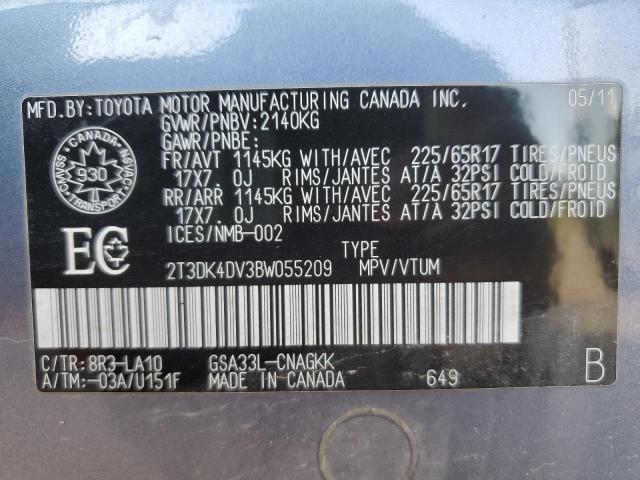 MFD.BY:TOYOTA MOTOR MANUFACTURING CANADA INC. 05/11
GVWR/PNBV:2140KG
GAWR/PNBE:
FR/AVT 1145KG WITH/AVEC 225/65R17 TIRES/PNEUS
17X7.0J RIMS/JANTES AT/A 32PSI COLD/FROID
RR/ARR 1145KG WITH/AVEC 225/65R17 TIRES/PNEUS
17X7.0J RIMS/JANTES AT/A 32PSI COLD/FROID
CANADA
CMVSS 930 NSVAC
TRANSPORT
ICES/NMB-002
EC
TYPE
2T3DK4DV3BW055209 MPV/VTUM
C/TR: 8R3-LA10 GSA33L-CNAGKK
A/TM:-03A/U151F MADE IN CANADA 649 B